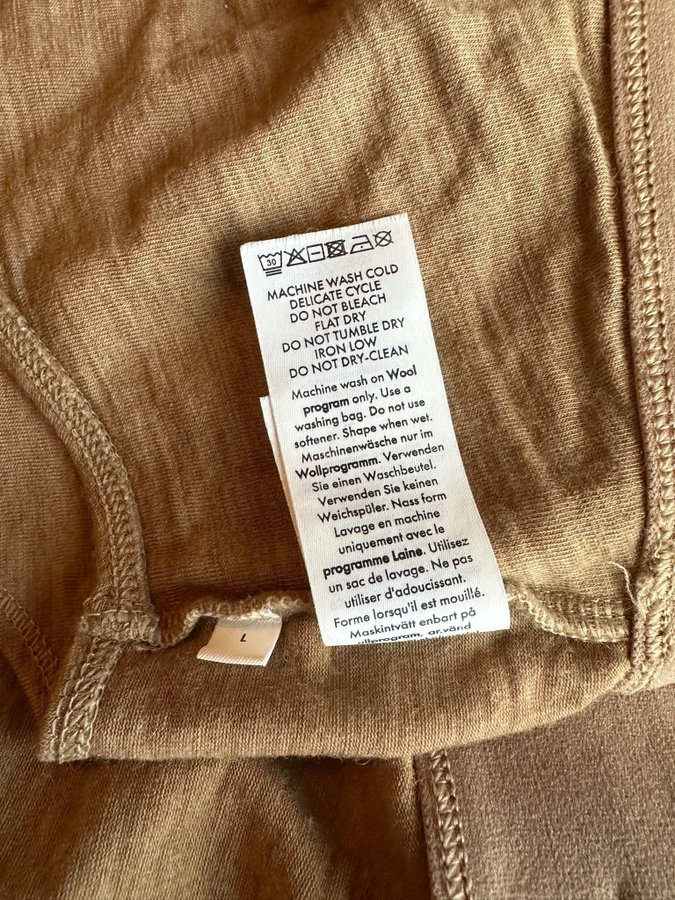 30
MACHINE WASH COLD
DELICATE CYCLE
DO NOT BLEACH
FLAT DRY
DO NOT TUMBLE DRY
IRON LOW
DO NOT DRY-CLEAN
Machine wash on Wool
program only. Use a
washing bag. Do not use
softener. Shape when wet.
Maschinenwäsche nur im
Wollprogramm. Verwenden
Sie einen Waschbeutel.
Verwenden Sie keinen
Weichspüler. Nass form
Lavage en machine
uniquement avec le
programme Laine. Utilisez
un sac de lavage. Ne pas
utiliser d'adoucissant.
Forme lorsqu'il est mouillé.
Maskintvätt enbart på
L